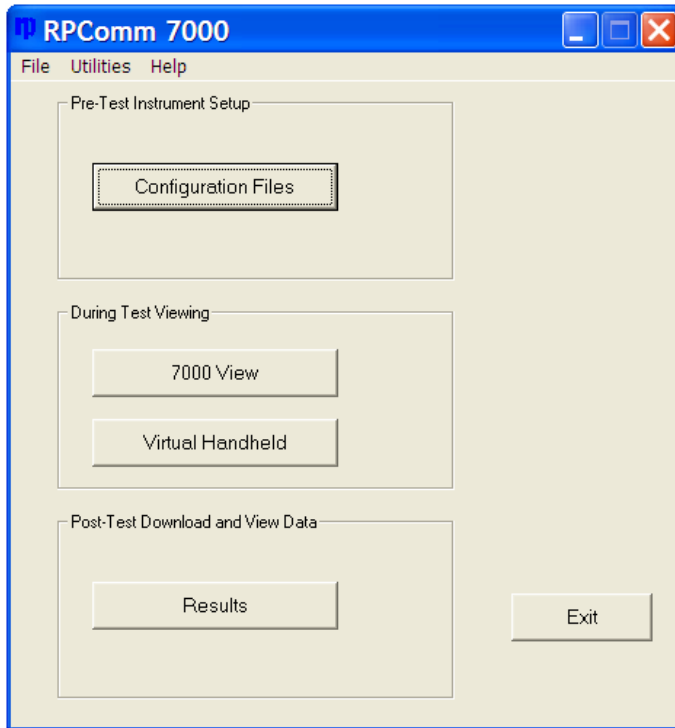 rp RPComm 7000
File Utilities Help
Pre-Test Instrument Setup
Configuration Files
During Test Viewing
7000 View
Virtual Handheld
Post-Test Download and View Data
Results
Exit